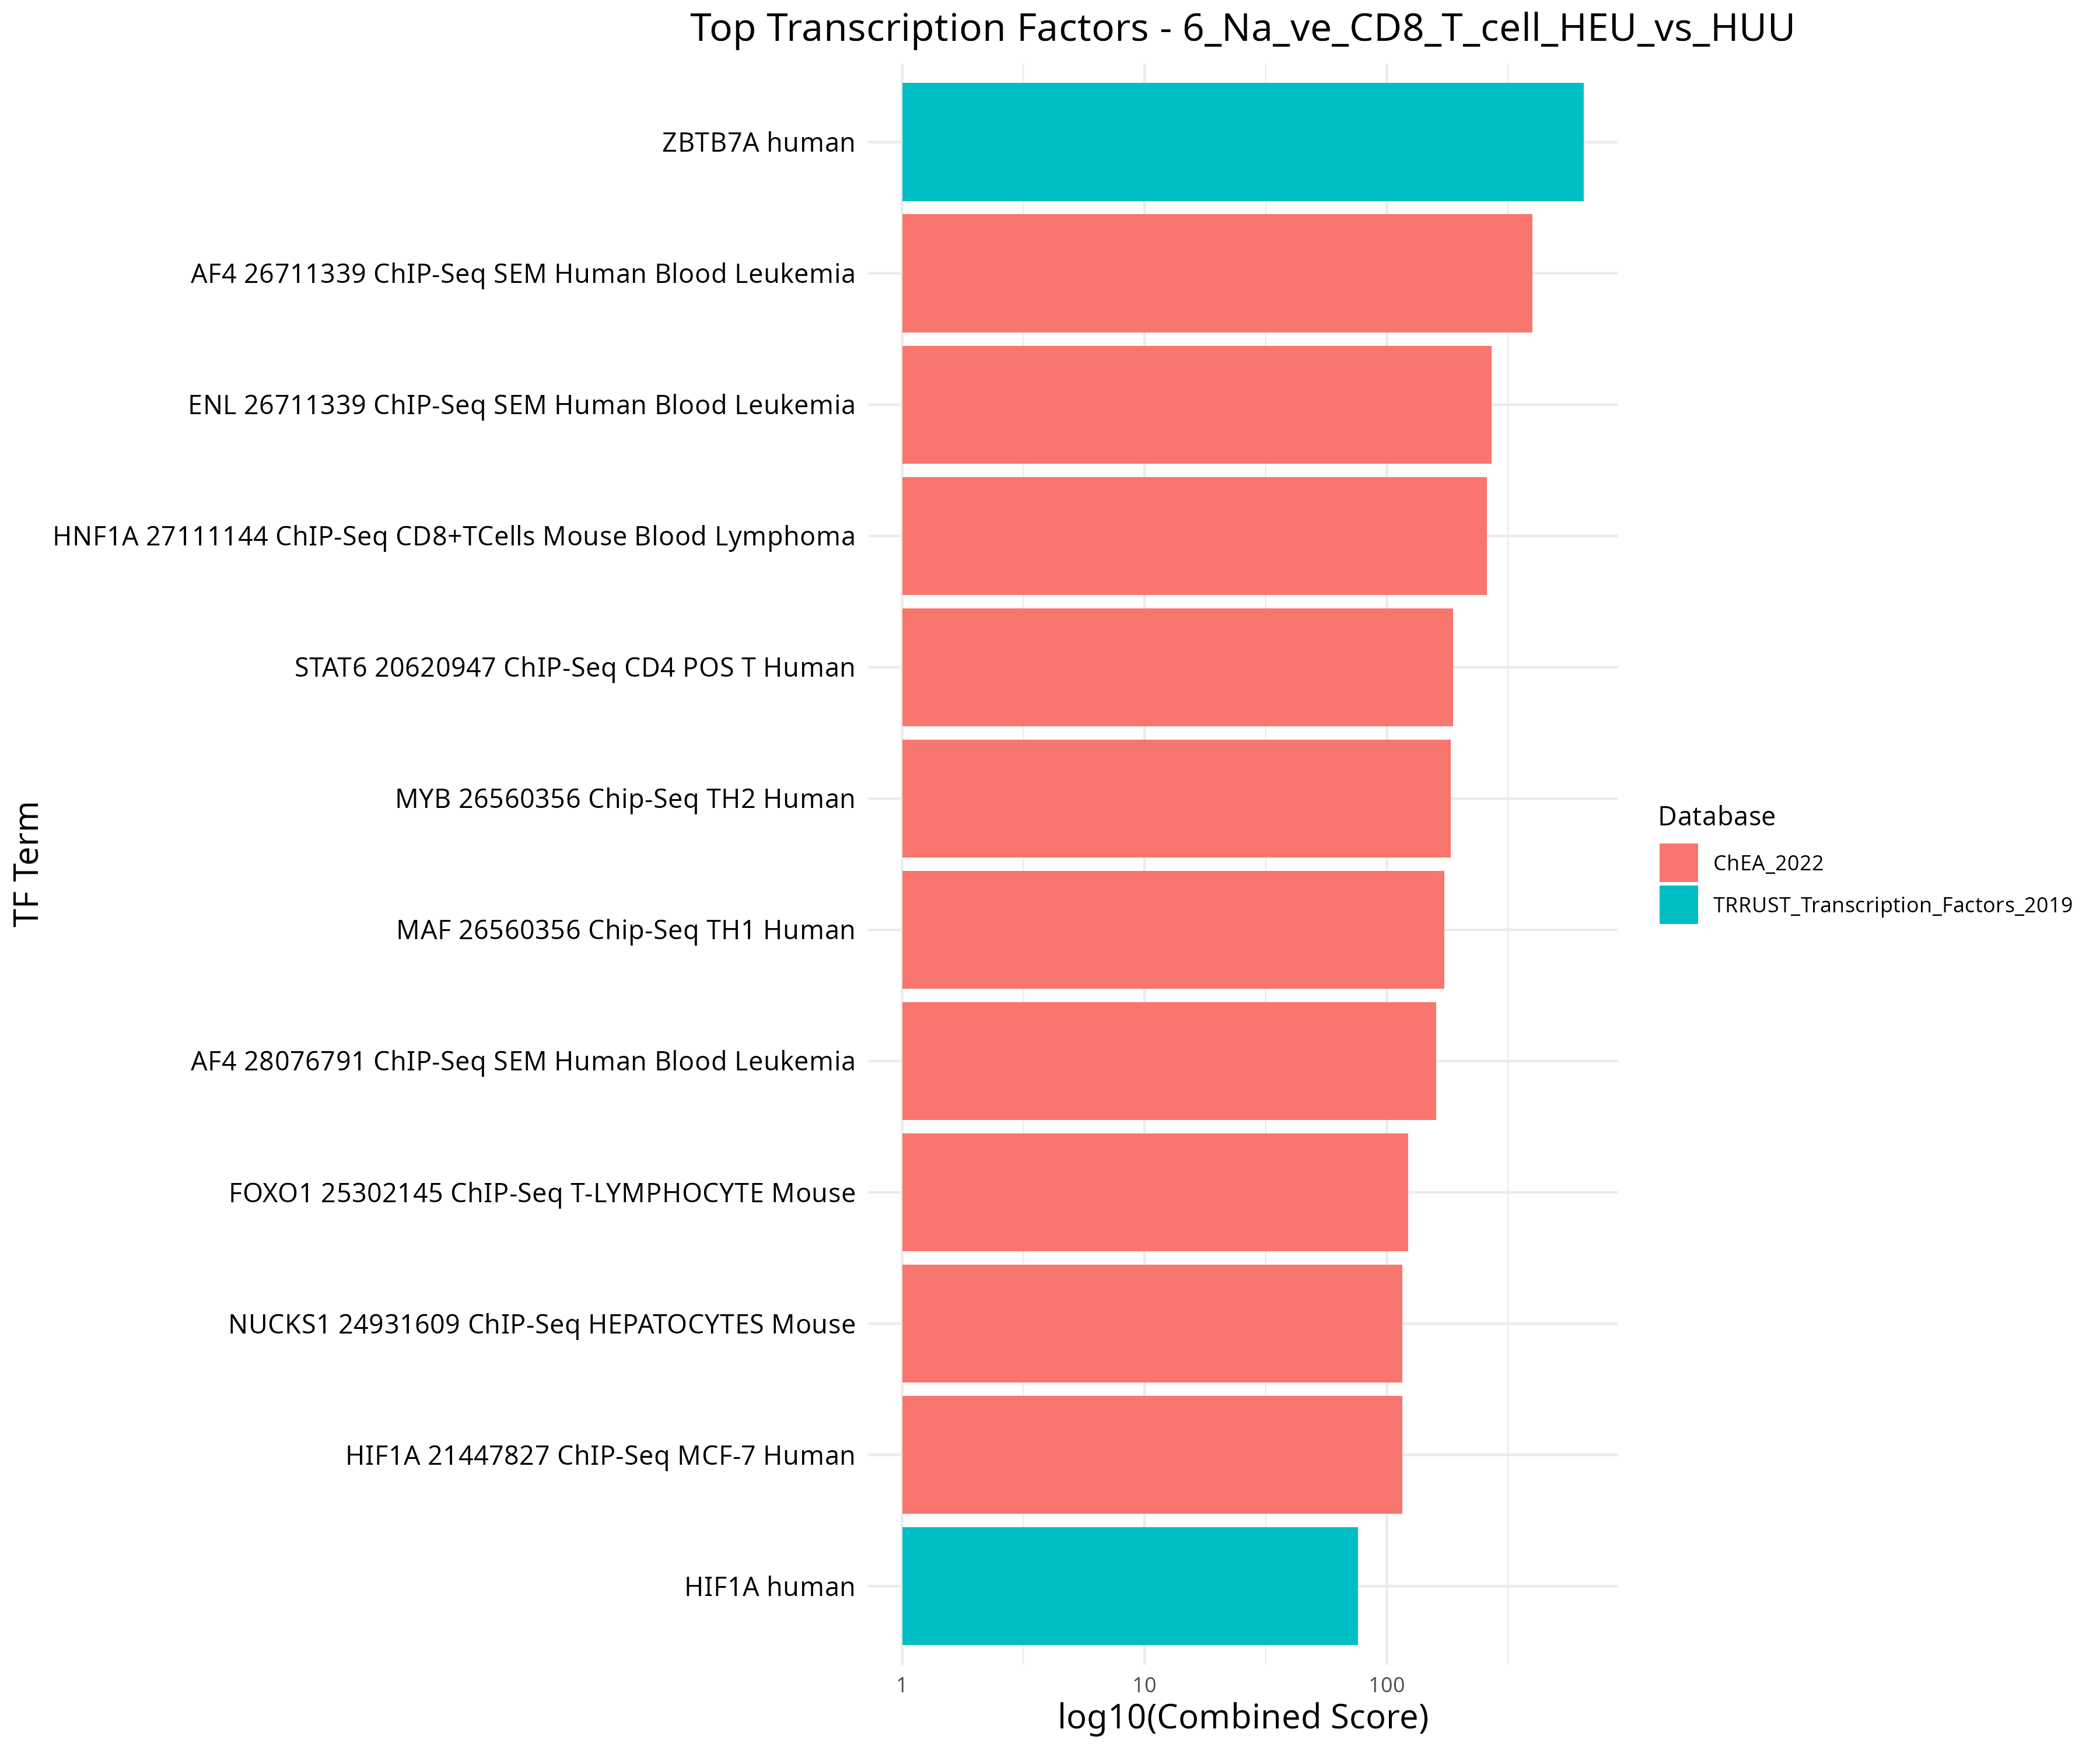 Top Transcription Factors - 6_Na_ve_CD8_T_cell_HEU_vs_HUU
TF Term
ZBTB7A human
AF4 26711339 ChIP-Seq SEM Human Blood Leukemia
ENL 26711339 ChIP-Seq SEM Human Blood Leukemia
HNF1A 27111144 ChIP-Seq CD8+TCells Mouse Blood Lymphoma
STAT6 20620947 ChIP-Seq CD4 POS T Human
MYB 26560356 Chip-Seq TH2 Human
MAF 26560356 Chip-Seq TH1 Human
AF4 28076791 ChIP-Seq SEM Human Blood Leukemia
FOXO1 25302145 ChIP-Seq T-LYMPHOCYTE Mouse
NUCKS1 24931609 ChIP-Seq HEPATOCYTES Mouse
HIF1A 21447827 ChIP-Seq MCF-7 Human
HIF1A human
1 10 100
log10(Combined Score)
Database
ChEA_2022
TRRUST_Transcription_Factors_2019